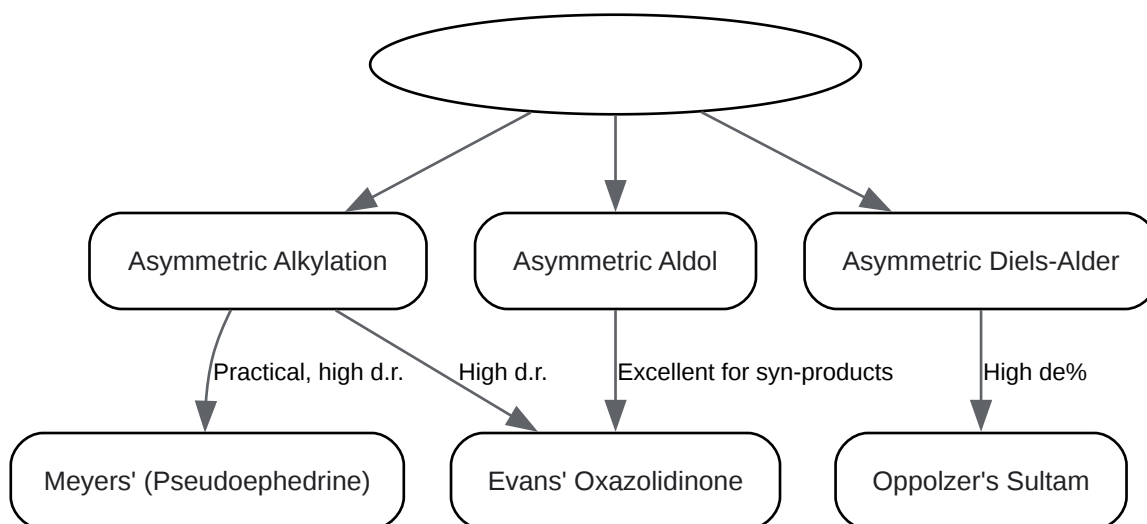 Asymmetric Alkylation
Asymmetric Aldol
Asymmetric Diels-Alder
Practical, high d.r.
High d.r.
Excellent for syn-products
High de%
Meyers' (Pseudoephedrine)
Evans' Oxazolidinone
Oppolzer's Sultam